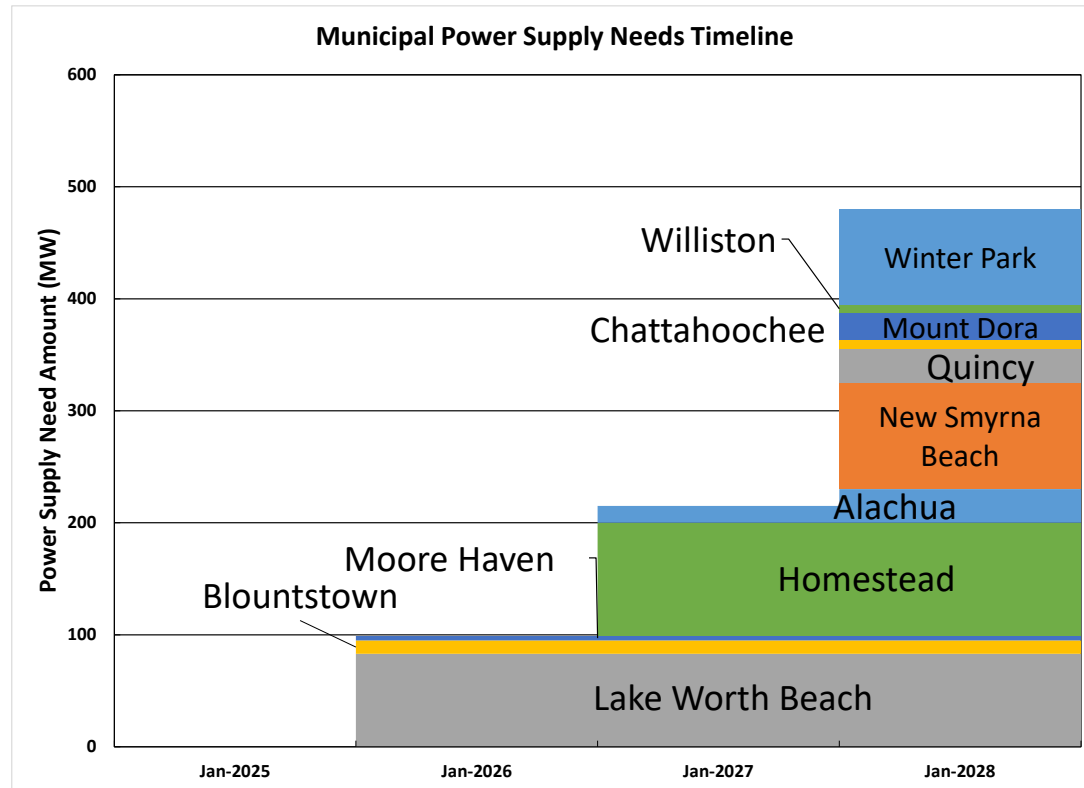 Municipal Power Supply Needs Timeline
Power Supply Need Amount (MW)
600
500
400
300
200
100
0
Williston
Winter Park
Chattahoochee
Mount Dora
Quincy
New Smyrna
Beach
Alachua
Moore Haven
Homestead
Blountstown
Lake Worth Beach
Jan-2025
Jan-2026
Jan-2027
Jan-2028